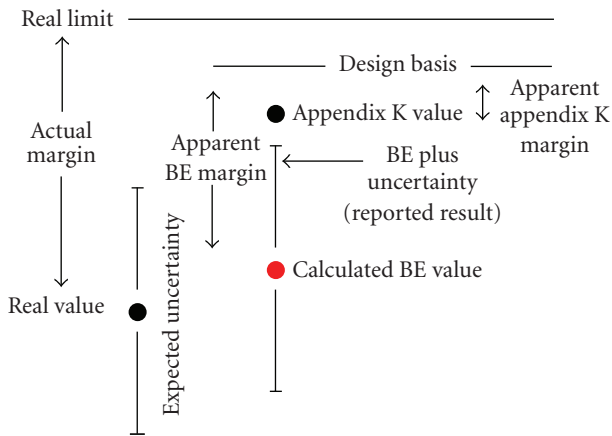 Real limit
Design basis
Appendix K value
Apparent
appendix K
margin
Actual
margin
Apparent
BE margin
BE plus
uncertainty
(reported result)
Calculated BE value
Real value
Expected uncertainty